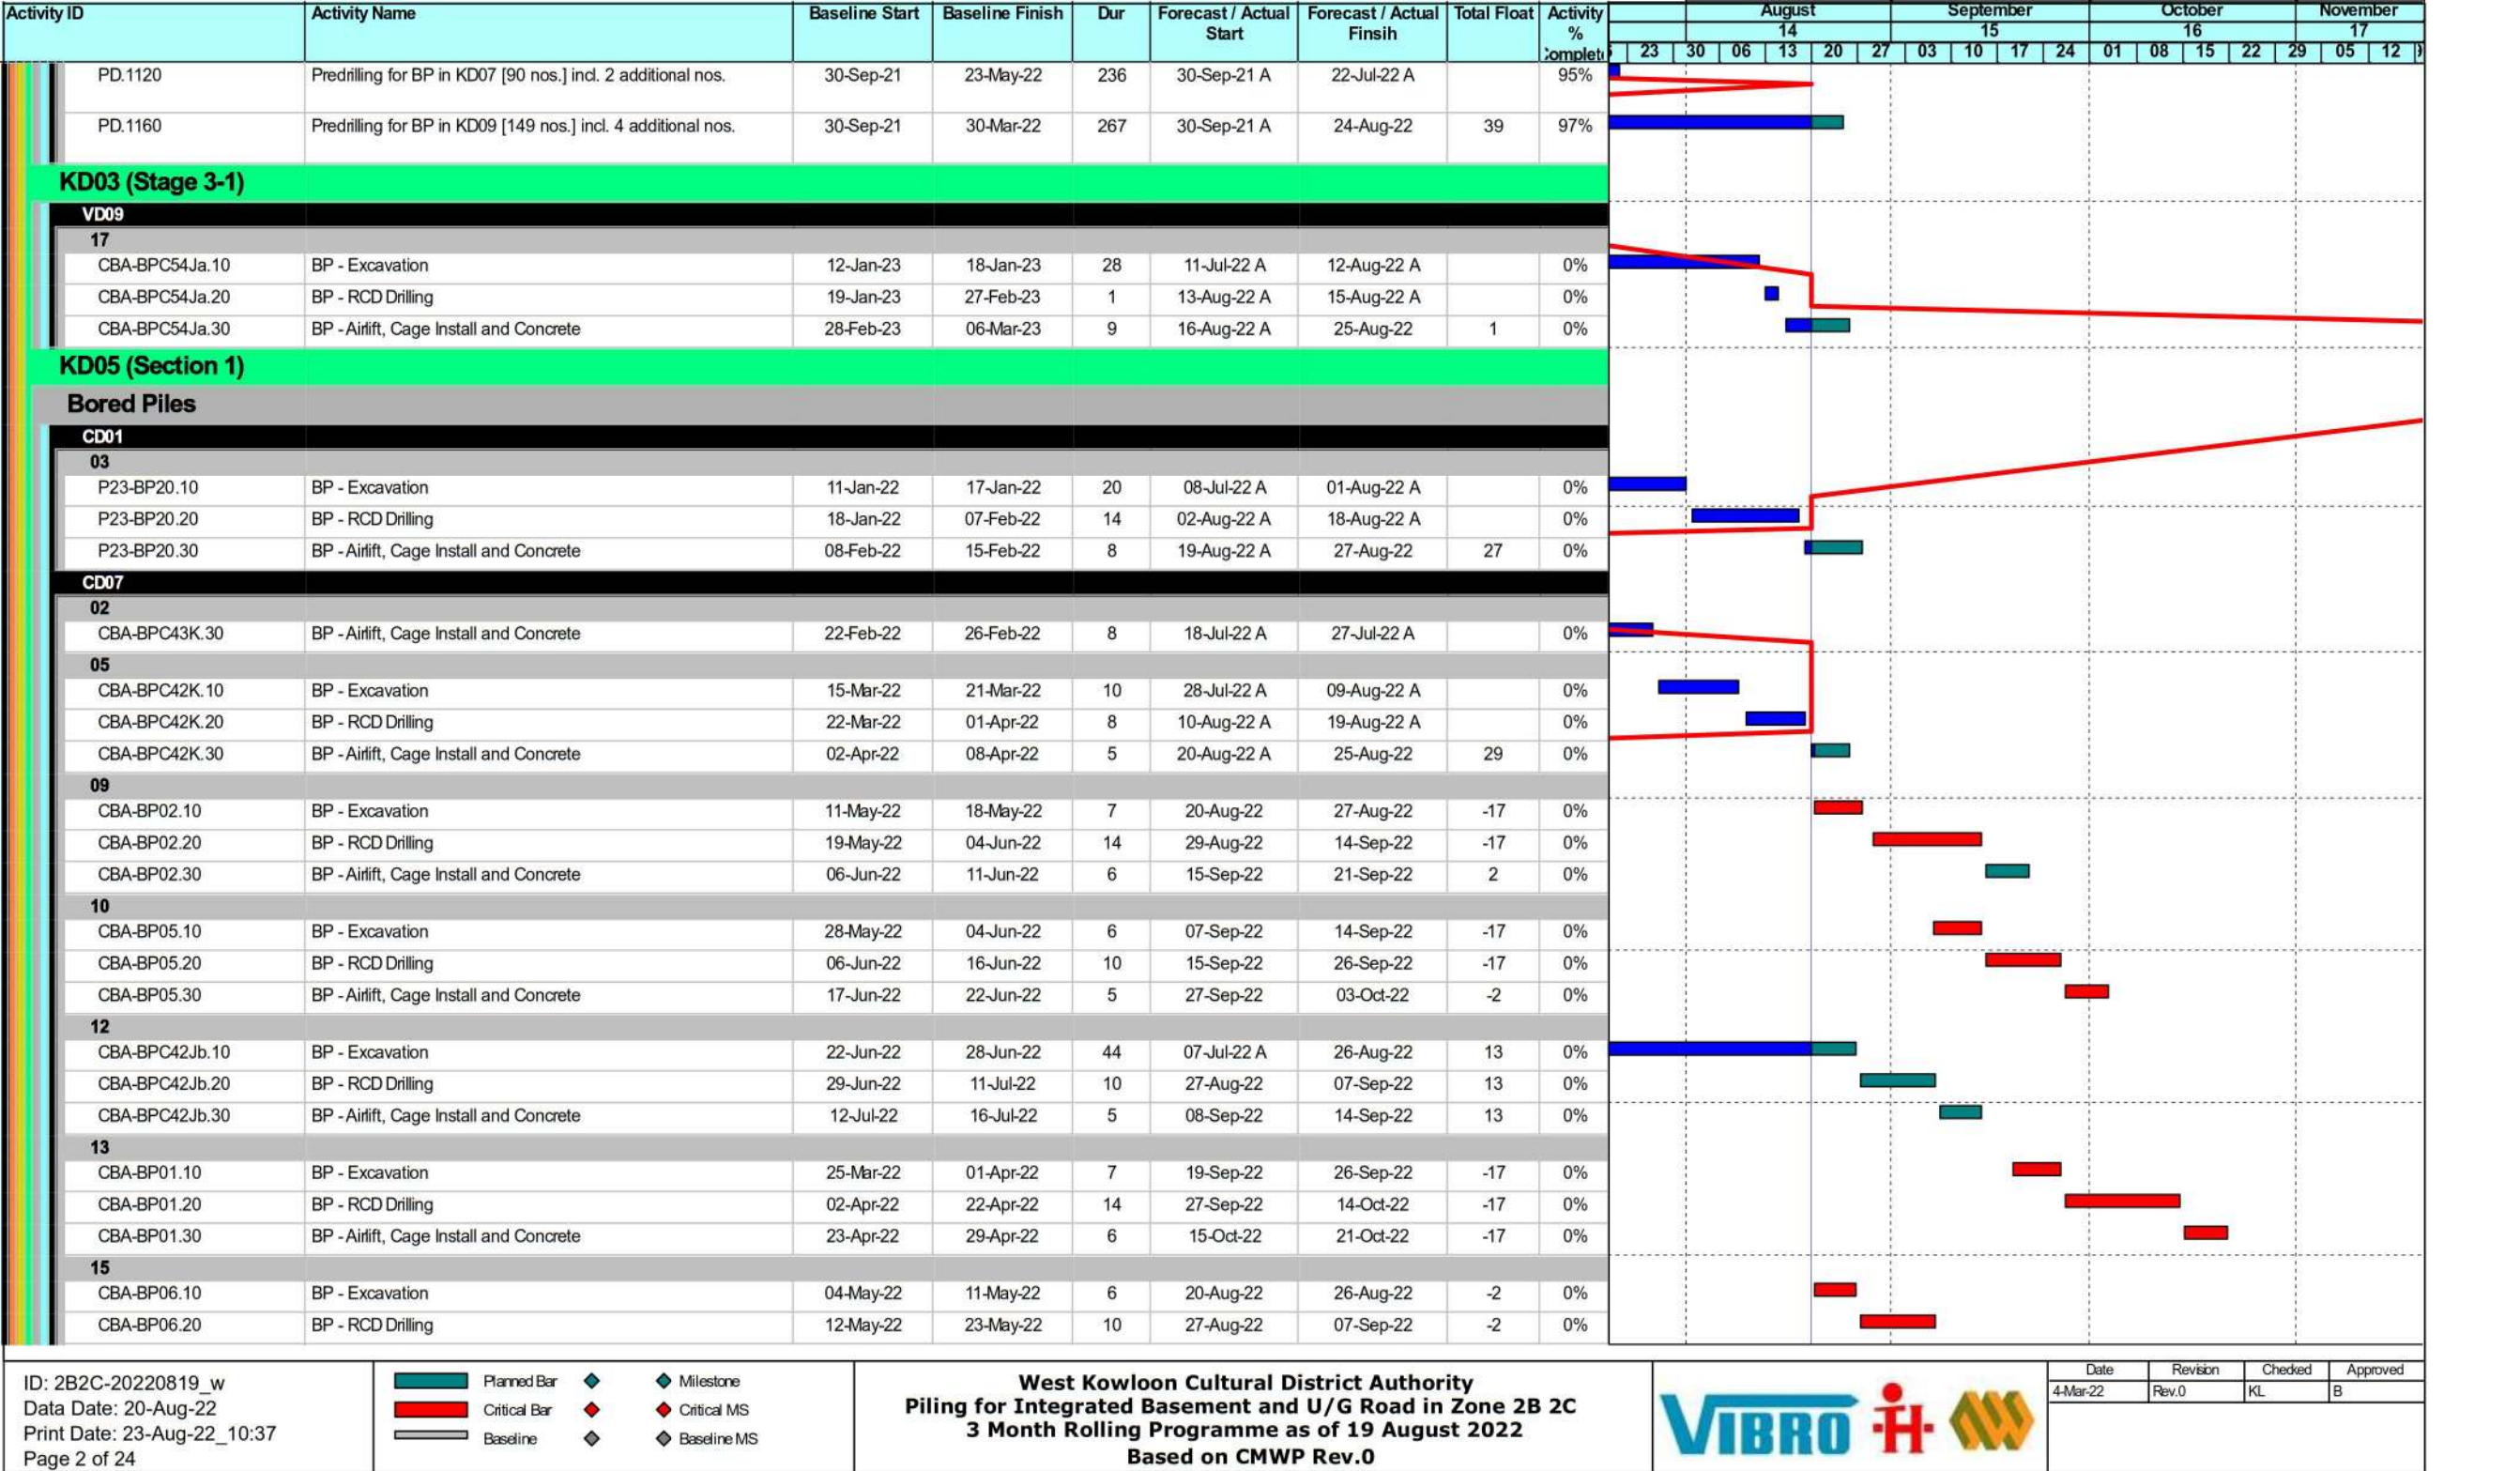 Activity ID Activity Name Baseline Start Baseline Finish Dur Forecast / Actual Start Forecast / Actual Finsih Total Float Activity % Complete August September October November
14 15 16 17
23 30 06 13 20 27 03 10 17 24 01 08 15 22 29 05 12
PD.1120 Predrilling for BP in KD07 [90 nos.] incl. 2 additional nos. 30-Sep-21 23-May-22 236 30-Sep-21 A 22-Jul-22 A 95%
PD.1160 Predrilling for BP in KD09 [149 nos.] incl. 4 additional nos. 30-Sep-21 30-Mar-22 267 30-Sep-21 A 24-Aug-22 39 97%
KD03 (Stage 3-1)
VD09
17
CBA-BPC54Ja.10 BP - Excavation 12-Jan-23 18-Jan-23 28 11-Jul-22 A 12-Aug-22 A 0%
CBA-BPC54Ja.20 BP - RCD Drilling 19-Jan-23 27-Feb-23 1 13-Aug-22 A 15-Aug-22 A 0%
CBA-BPC54Ja.30 BP - Airlift, Cage Install and Concrete 28-Feb-23 06-Mar-23 9 16-Aug-22 A 25-Aug-22 1 0%
KD05 (Section 1)
Bored Piles
CD01
03
P23-BP20.10 BP - Excavation 11-Jan-22 17-Jan-22 20 08-Jul-22 A 01-Aug-22 A 0%
P23-BP20.20 BP - RCD Drilling 18-Jan-22 07-Feb-22 14 02-Aug-22 A 18-Aug-22 A 0%
P23-BP20.30 BP - Airlift, Cage Install and Concrete 08-Feb-22 15-Feb-22 8 19-Aug-22 A 27-Aug-22 27 0%
CD07
02
CBA-BPC43K.30 BP - Airlift, Cage Install and Concrete 22-Feb-22 26-Feb-22 8 18-Jul-22 A 27-Jul-22 A 0%
05
CBA-BPC42K.10 BP - Excavation 15-Mar-22 21-Mar-22 10 28-Jul-22 A 09-Aug-22 A 0%
CBA-BPC42K.20 BP - RCD Drilling 22-Mar-22 01-Apr-22 8 10-Aug-22 A 19-Aug-22 A 0%
CBA-BPC42K.30 BP - Airlift, Cage Install and Concrete 02-Apr-22 08-Apr-22 5 20-Aug-22 A 25-Aug-22 29 0%
09
CBA-BP02.10 BP - Excavation 11-May-22 18-May-22 7 20-Aug-22 27-Aug-22 -17 0%
CBA-BP02.20 BP - RCD Drilling 19-May-22 04-Jun-22 14 29-Aug-22 14-Sep-22 -17 0%
CBA-BP02.30 BP - Airlift, Cage Install and Concrete 06-Jun-22 11-Jun-22 6 15-Sep-22 21-Sep-22 2 0%
10
CBA-BP05.10 BP - Excavation 28-May-22 04-Jun-22 6 07-Sep-22 14-Sep-22 -17 0%
CBA-BP05.20 BP - RCD Drilling 06-Jun-22 16-Jun-22 10 15-Sep-22 26-Sep-22 -17 0%
CBA-BP05.30 BP - Airlift, Cage Install and Concrete 17-Jun-22 22-Jun-22 5 27-Sep-22 03-Oct-22 -2 0%
12
CBA-BPC42Jb.10 BP - Excavation 22-Jun-22 28-Jun-22 44 07-Jul-22 A 26-Aug-22 13 0%
CBA-BPC42Jb.20 BP - RCD Drilling 29-Jun-22 11-Jul-22 10 27-Aug-22 07-Sep-22 13 0%
CBA-BPC42Jb.30 BP - Airlift, Cage Install and Concrete 12-Jul-22 16-Jul-22 5 08-Sep-22 14-Sep-22 13 0%
13
CBA-BP01.10 BP - Excavation 25-Mar-22 01-Apr-22 7 19-Sep-22 26-Sep-22 -17 0%
CBA-BP01.20 BP - RCD Drilling 02-Apr-22 22-Apr-22 14 27-Sep-22 14-Oct-22 -17 0%
CBA-BP01.30 BP - Airlift, Cage Install and Concrete 23-Apr-22 29-Apr-22 6 15-Oct-22 21-Oct-22 -17 0%
15
CBA-BP06.10 BP - Excavation 04-May-22 11-May-22 6 20-Aug-22 26-Aug-22 -2 0%
CBA-BP06.20 BP - RCD Drilling 12-May-22 23-May-22 10 27-Aug-22 07-Sep-22 -2 0%
ID: 2B2C-20220819_w
Data Date: 20-Aug-22
Print Date: 23-Aug-22_10:37
Page 2 of 24
Planned Bar Milestone
Critical Bar Critical MS
Baseline Baseline MS
West Kowloon Cultural District Authority
Piling for Integrated Basement and U/G Road in Zone 2B 2C
3 Month Rolling Programme as of 19 August 2022
Based on CMWP Rev.0
VIBRO
Date Revision Checked Approved
4-Mar-22 Rev.0 KL B